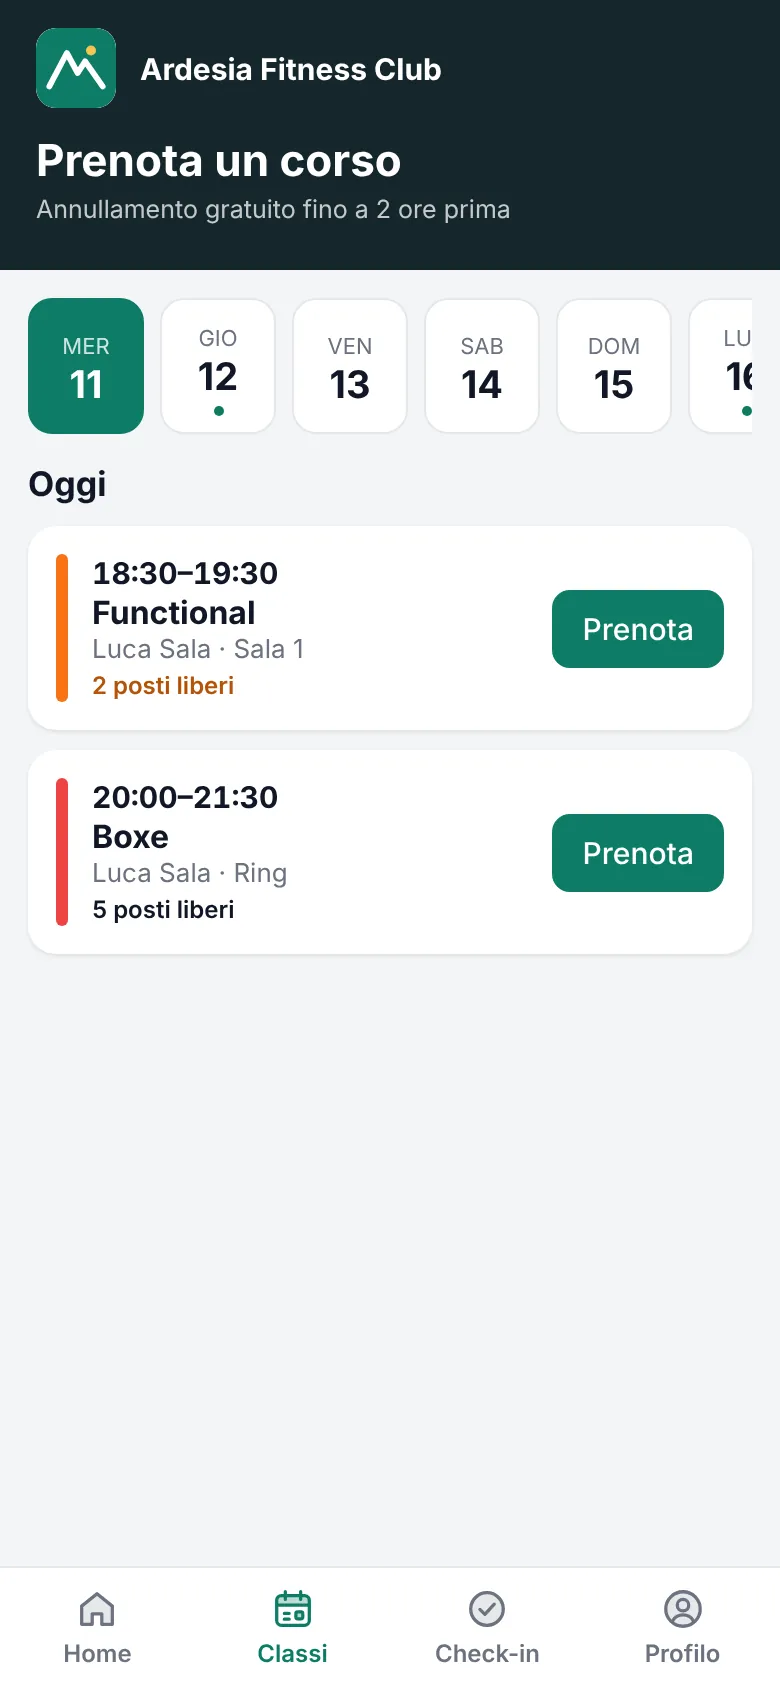 Ardesia Fitness Club
Prenota un corso
Annullamento gratuito fino a 2 ore prima
MER GIO VEN SAB DOM LU
11 12 13 14 15 16
Oggi
18:30–19:30
Functional
Luca Sala · Sala 1
2 posti liberi
Prenota
20:00–21:30
Boxe
Luca Sala · Ring
5 posti liberi
Prenota
Home Classi Check-in Profilo